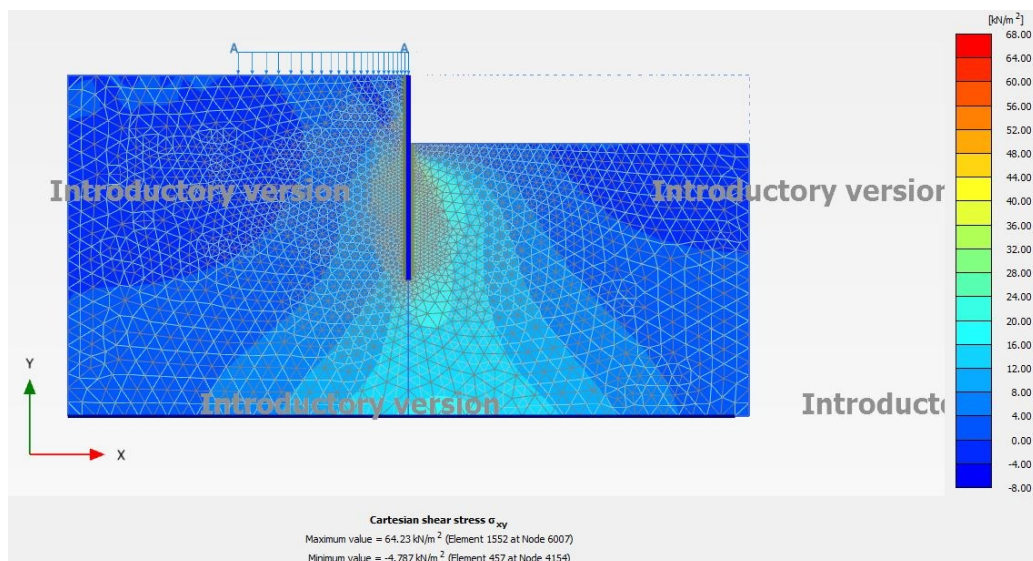 [kN/m²]
A
A
68.00
64.00
60.00
56.00
52.00
48.00
44.00
40.00
36.00
32.00
28.00
24.00
20.00
16.00
12.00
8.00
4.00
0.00
-4.00
-8.00
Introductory version
Introductory version
Introductory version
Introducto
Y
X
Cartesian shear stress σxy
Maximum value = 64.23 kN/m² (Element 1552 at Node 6007)
Minimum value = -4.787 kN/m² (Element 457 at Node 4154)